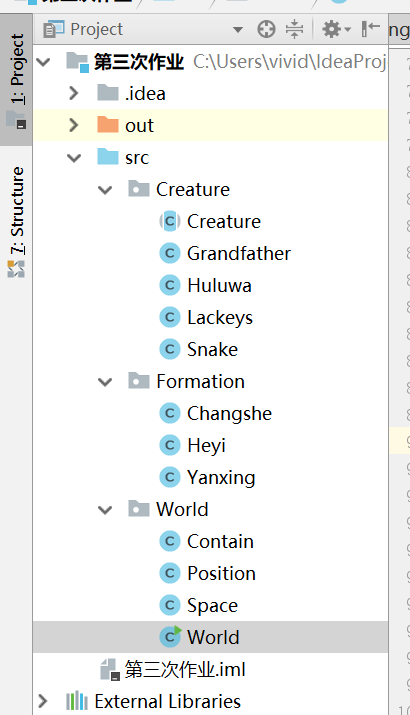 Project
第三次作业 C:\Users\vivid\IdeaProj
.idea
out
src
Creature
Creature
Grandfather
Huluwa
Lackeys
Snake
Formation
Changshe
Heyi
Yanxing
World
Contain
Position
Space
World
第三次作业.iml
External Libraries
1: Project
7: Structure